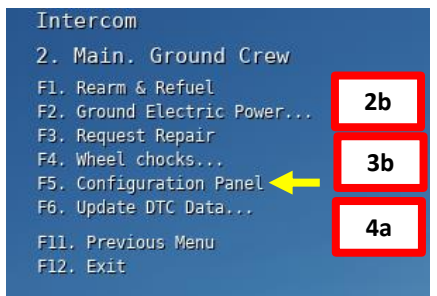 Intercom
2. Main. Ground Crew
F1. Rearm & Refuel
F2. Ground Electric Power...
F3. Request Repair
F4. Wheel chocks...
F5. Configuration Panel
F6. Update DTC Data...
F11. Previous Menu
F12. Exit
2b
3b
4a